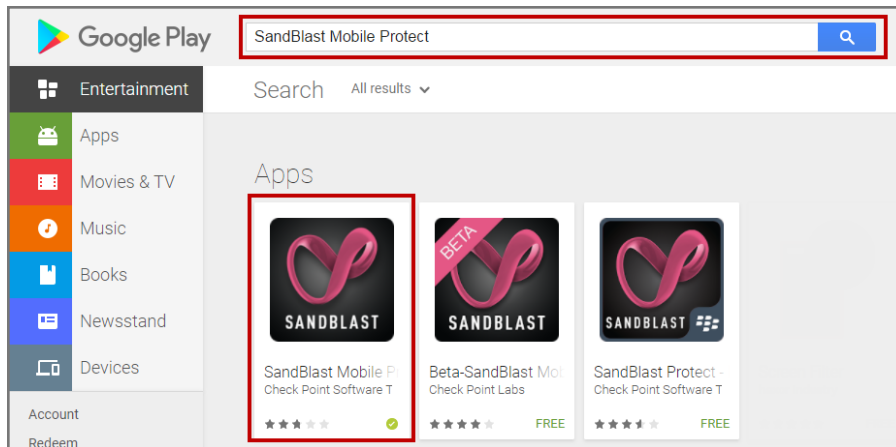 Google Play
SandBlast Mobile Protect
Entertainment
Search
All results
Apps
Movies & TV
Music
Books
Newsstand
Devices
Account
Redeem
Apps
SANDBLAST
SandBlast Mobile P
Check Point Software T
BETA
SANDBLAST
Beta-SandBlast Mob
Check Point Labs
FREE
SANDBLAST
SandBlast Protect -
Check Point Software T
FREE